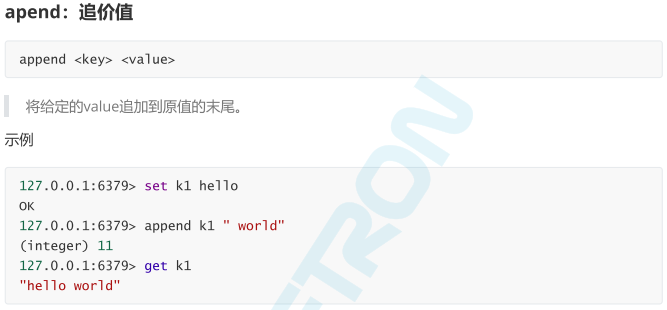 apend：追价值
append <key> <value>
将给定的value追加到原值的末尾。
示例
127.0.0.1:6379> set k1 hello
OK
127.0.0.1:6379> append k1 " world"
(integer) 11
127.0.0.1:6379> get k1
"hello world"